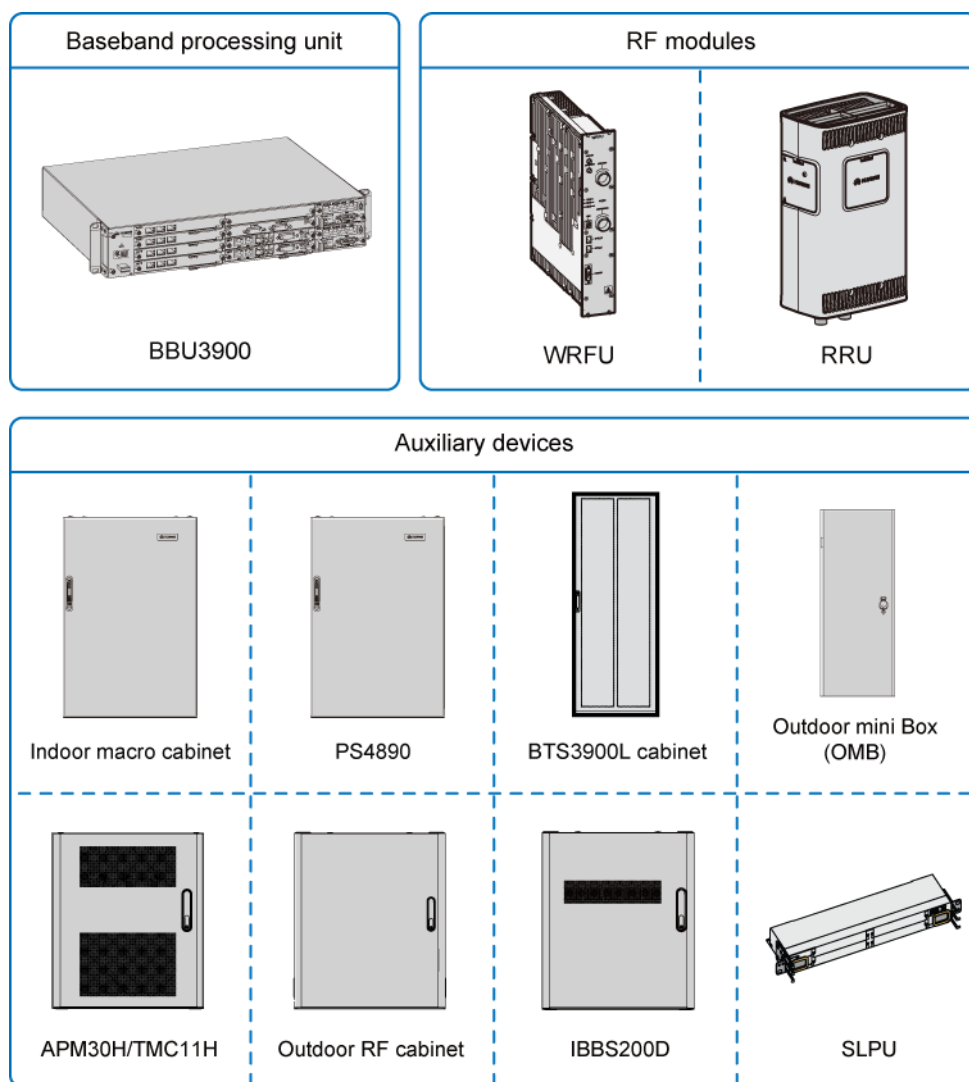 Baseband processing unit
RF modules
BBU3900
WRFU
RRU
Auxiliary devices
Indoor macro cabinet
PS4890
BTS3900L cabinet
Outdoor mini Box
(OMB)
APM30H/TMC11H
Outdoor RF cabinet
IBBS200D
SLPU